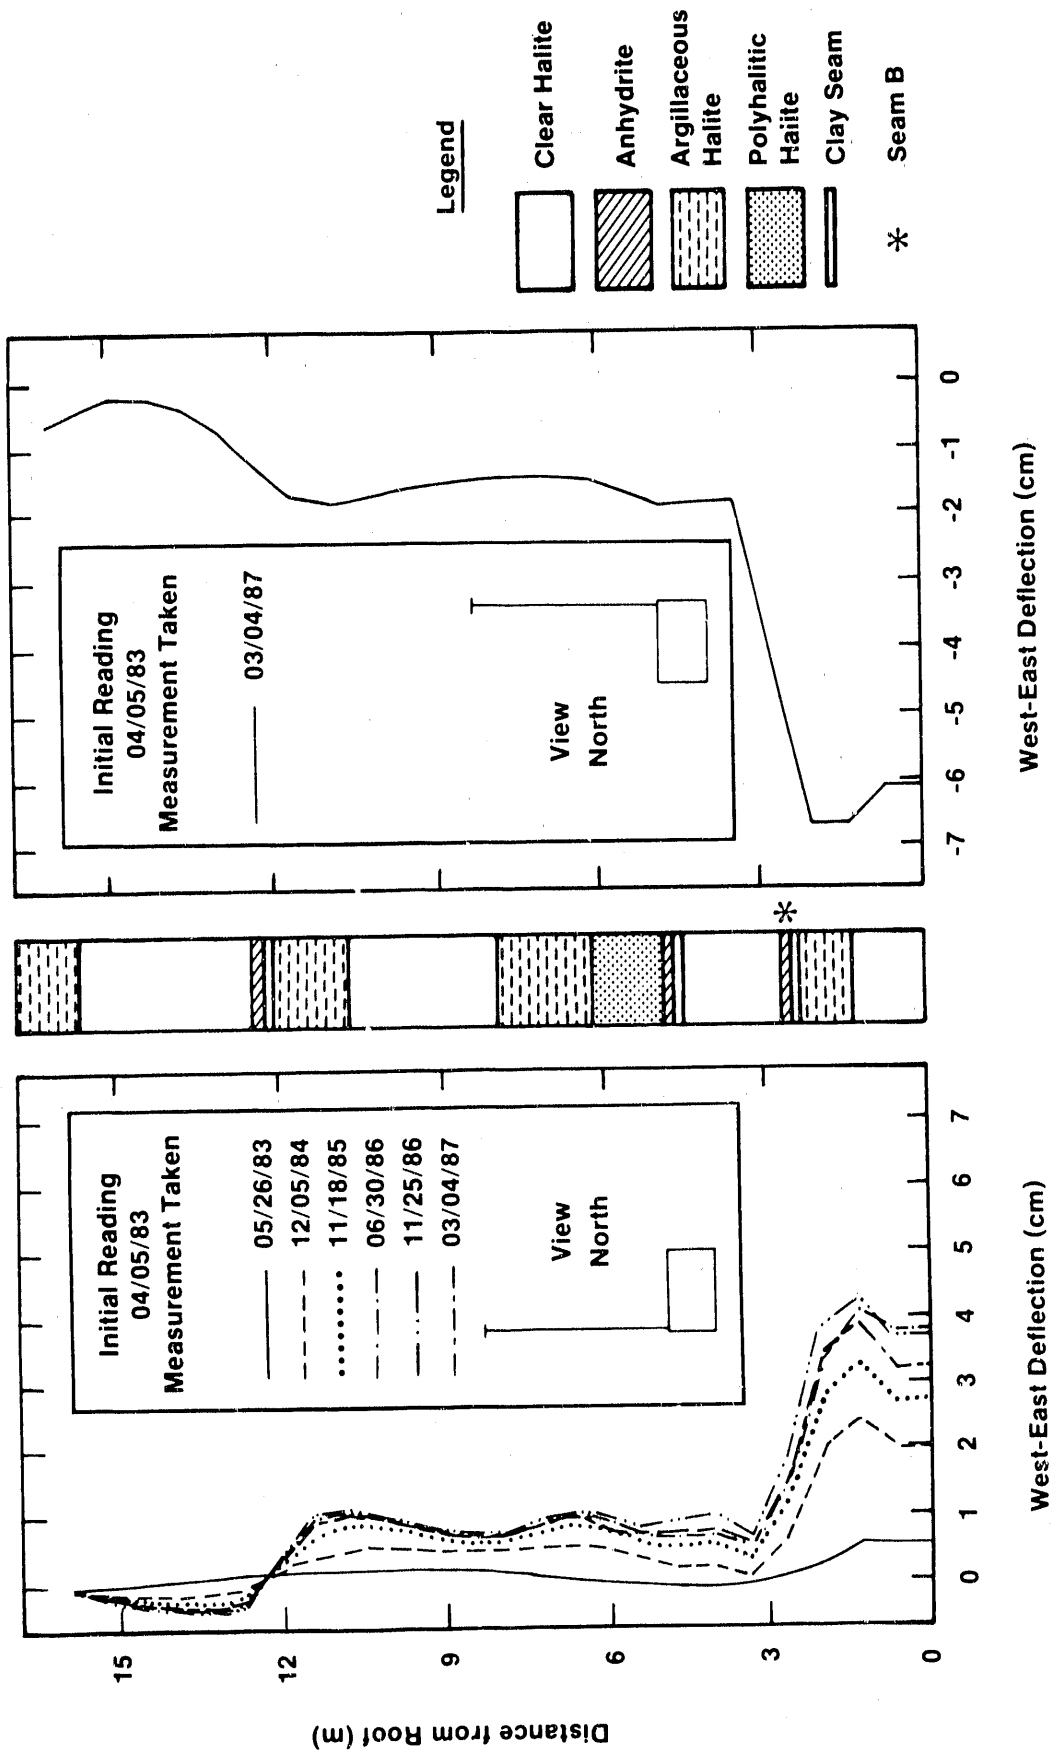 Distance from Roof (m)
15
12
9
6
3
0
Initial Reading
04/05/83
Measurement Taken
05/26/83
12/05/84
11/18/85
06/30/86
11/25/86
03/04/87
View
North
0
1
2
3
4
5
6
7
West-East Deflection (cm)
*
Initial Reading
04/05/83
Measurement Taken
03/04/87
View
North
-7
-6
-5
-4
-3
-2
-1
0
West-East Deflection (cm)
Legend
Clear Halite
Anhydrite
Argillaceous
Halite
Polyhalitic
Halite
Clay Seam
* Seam B